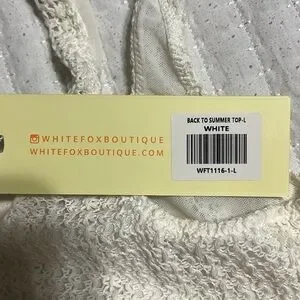 WHITEFOXBOUTIQUE
WHITEFOXBOUTIQUE.COM
BACK TO SUMMER TOP-L
WHITE
WFT1116-1-L